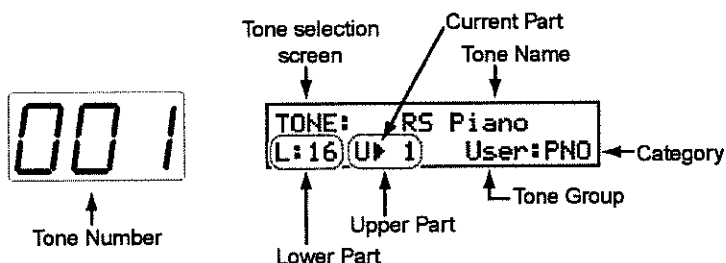 Current Part
Tone selection
screen
Tone Name
001
TONE: RS Piano
L:16 U▶ 1 User:PNO
Category
Tone Group
Tone Number
Upper Part
Lower Part